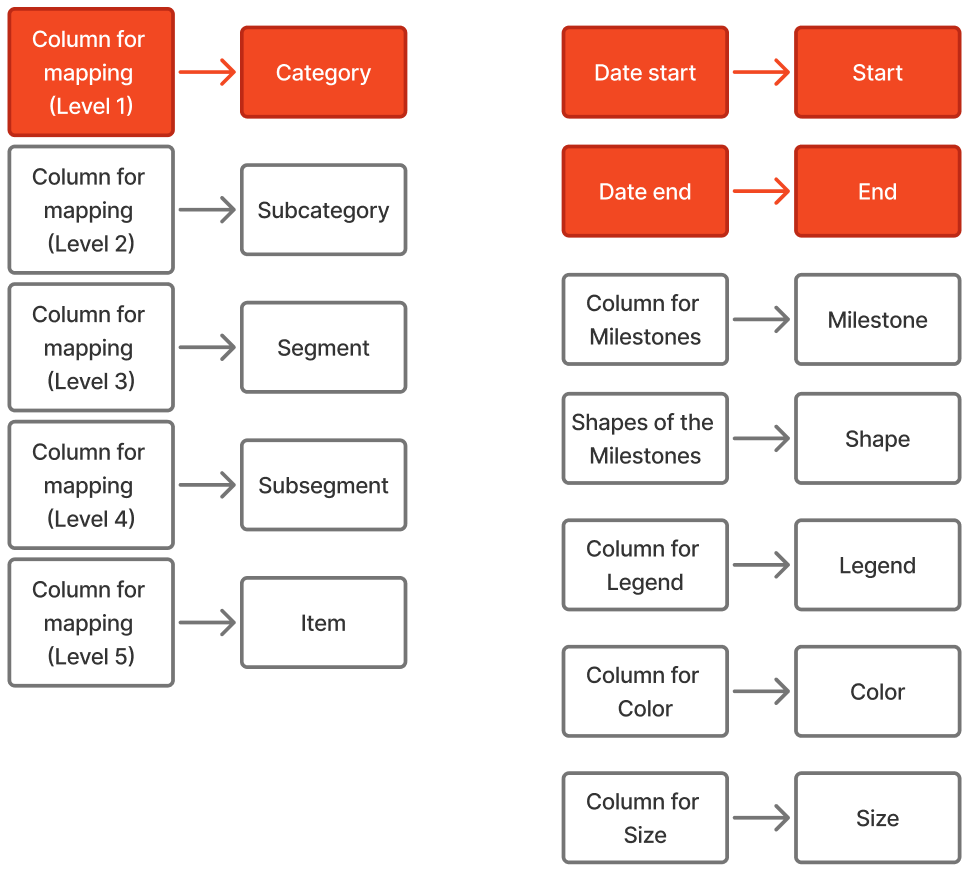 Column for
mapping
(Level 1)
Category
Column for
mapping
(Level 2)
Subcategory
Column for
mapping
(Level 3)
Segment
Column for
mapping
(Level 4)
Subsegment
Column for
mapping
(Level 5)
Item
Date start
Start
Date end
End
Column for
Milestones
Milestone
Shapes of the
Milestones
Shape
Column for
Legend
Legend
Column for
Color
Color
Column for
Size
Size